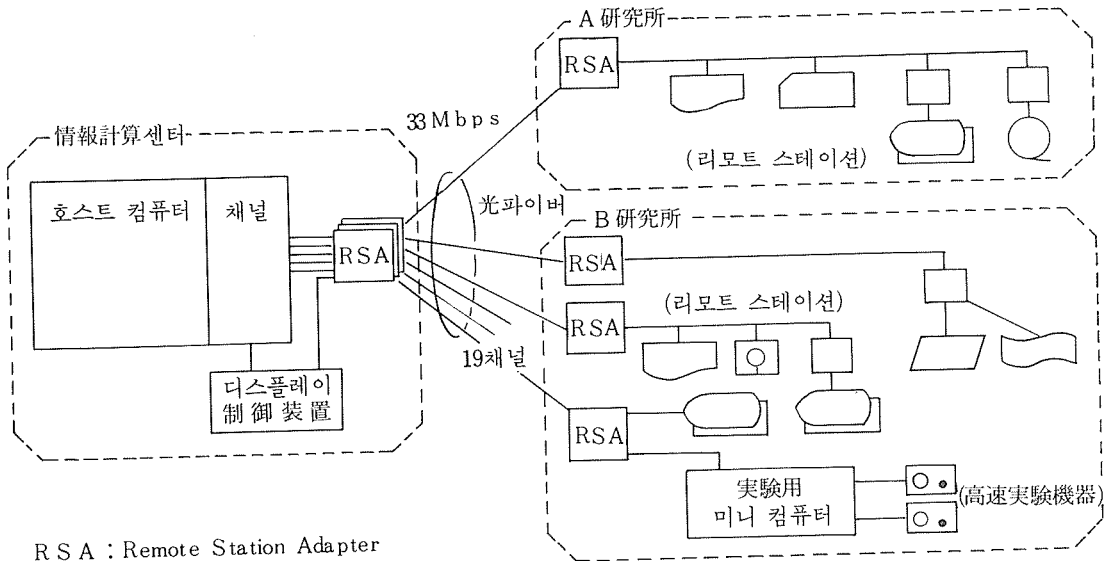 A 研究所
RSA
33Mbps
(리모트 스테이션)
情報計算센터
호스트 컴퓨터
채널
RSA
光파이버
19채널
디스플레이
制御装置
B 研究所
RSA
(리모트 스테이션)
RSA
RSA
実験用
미니 컴퓨터
(高速実験機器)
RSA : Remote Station Adapter